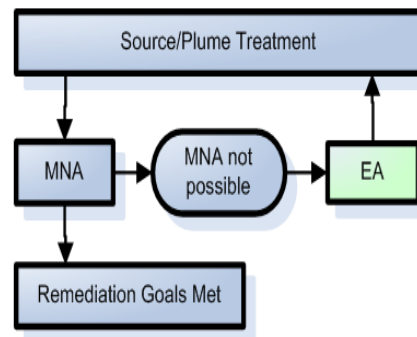 Source/Plume Treatment
MNA
MNA not
possible
EA
Remediation Goals Met